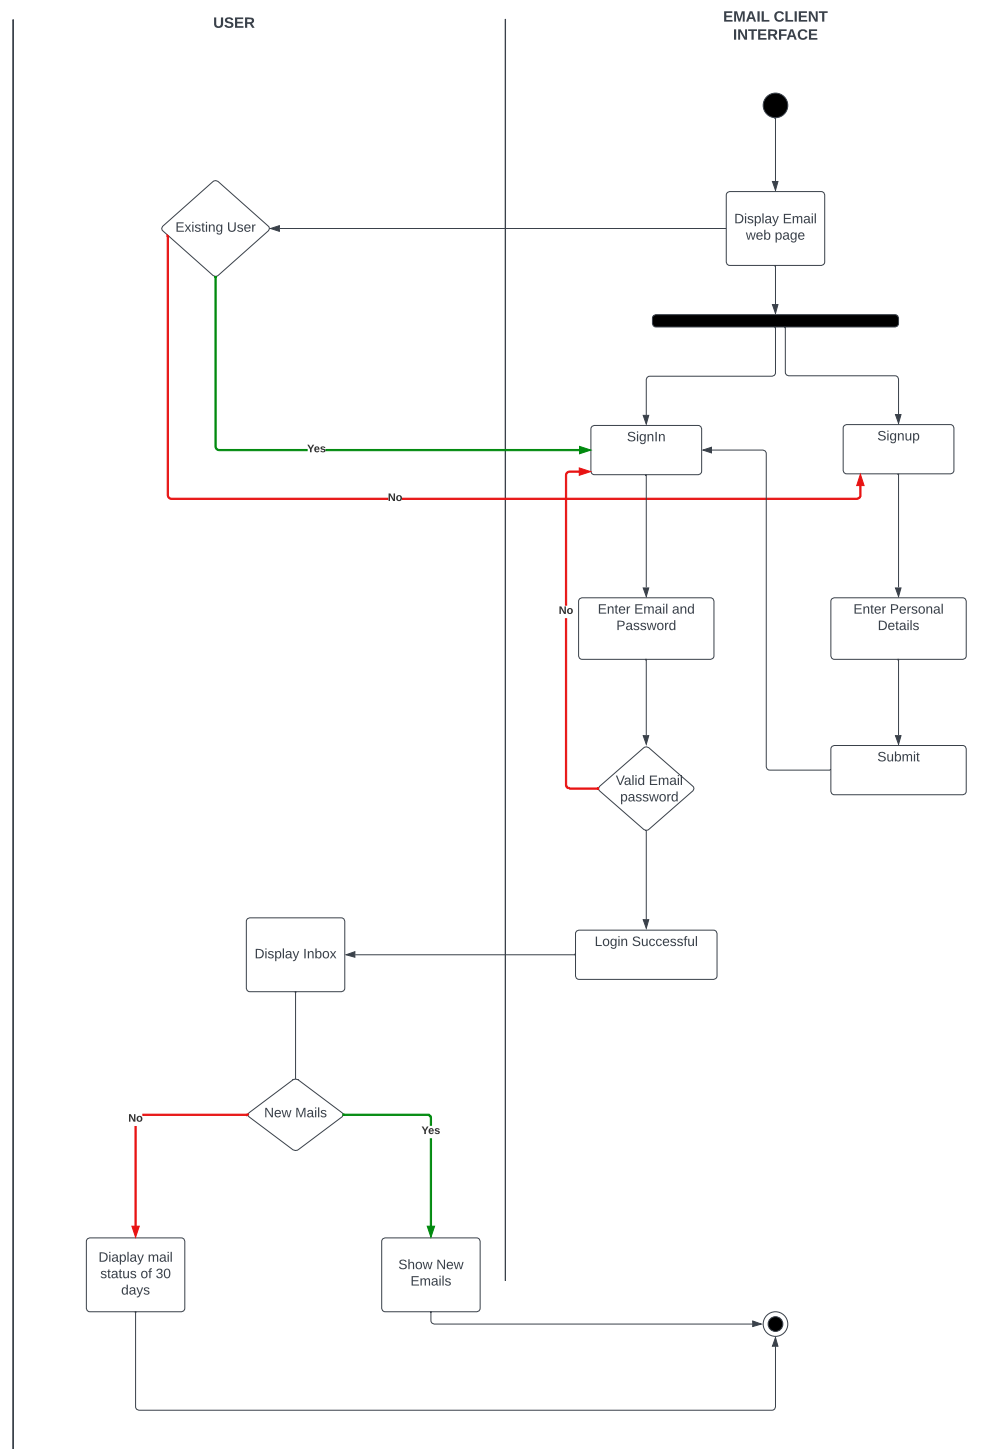 USER
EMAIL CLIENT
INTERFACE
Existing User
Display Email
web page
SignIn
Signup
Yes
No
No
Enter Email and
Password
Enter Personal
Details
Submit
Valid Email
password
Login Successful
Display Inbox
New Mails
No
Yes
Diaplay mail
status of 30
days
Show New
Emails